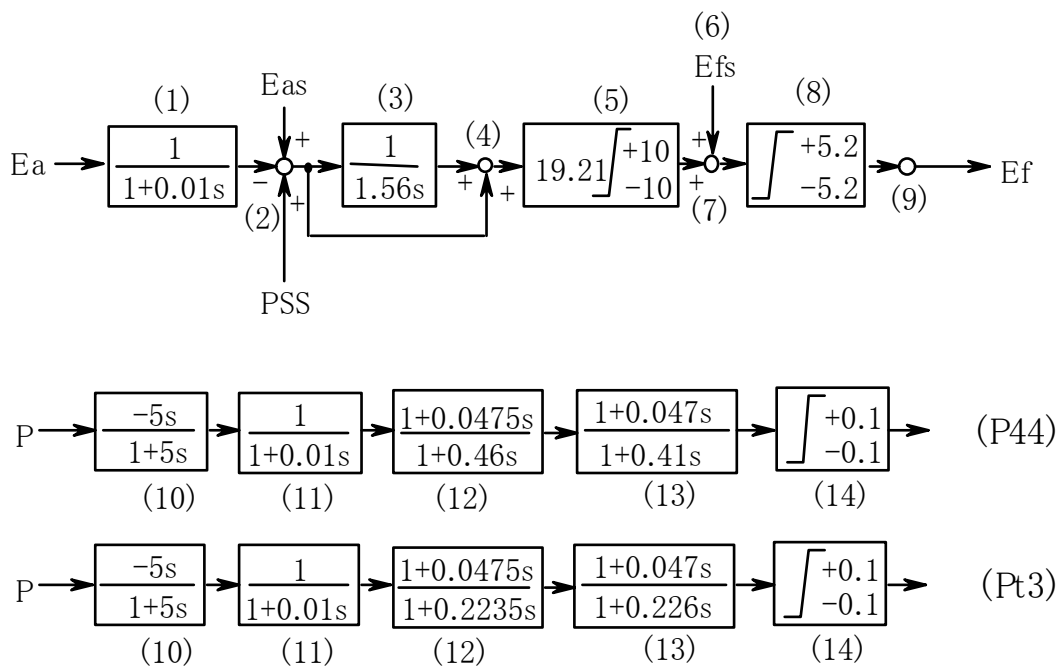 (6)
Efs
Eas
(1)
(3)
(5)
(8)
(4)
Ea
1
1+0.01s
−
+
+
(2)
1
1.56s
+
+
19.21
+10
−10
+
+
(7)
+5.2
−5.2
(9)
Ef
PSS
P
−5s
1+5s
1
1+0.01s
1+0.0475s
1+0.46s
1+0.047s
1+0.41s
+0.1
−0.1
(P44)
(10)
(11)
(12)
(13)
(14)
P
−5s
1+5s
1
1+0.01s
1+0.0475s
1+0.2235s
1+0.047s
1+0.226s
+0.1
−0.1
(Pt3)
(10)
(11)
(12)
(13)
(14)